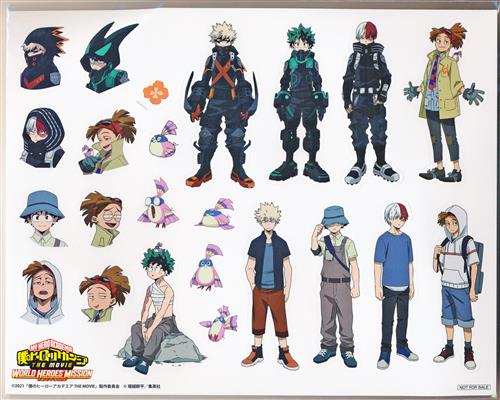 MY HERO ACADEMIA
僕のヒーローアカデミア
THE MOVIE
WORLD HEROES' MISSION
©2021 「僕のヒーローアカデミア THE MOVIE」製作委員会 © 堀越耕平／集英社
NOT FOR SALE